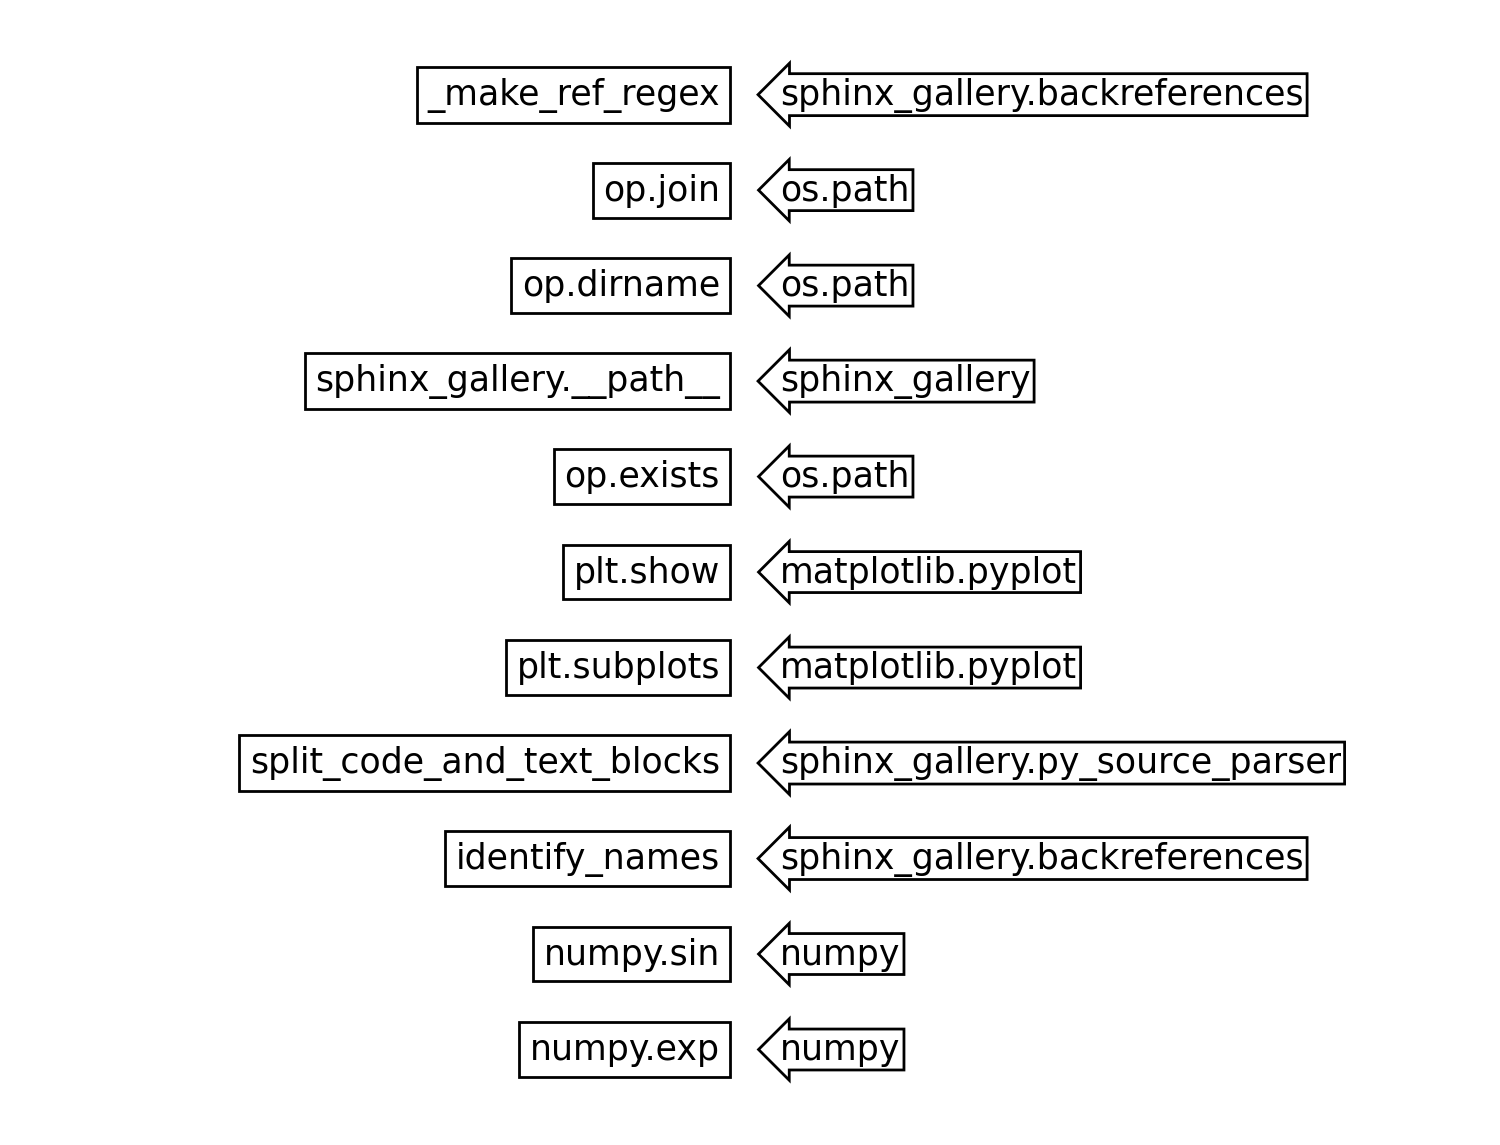 _make_ref_regex sphinx_gallery.backreferences
op.join os.path
op.dirname os.path
sphinx_gallery.__path__ sphinx_gallery
op.exists os.path
plt.show matplotlib.pyplot
plt.subplots matplotlib.pyplot
split_code_and_text_blocks sphinx_gallery.py_source_parser
identify_names sphinx_gallery.backreferences
numpy.sin numpy
numpy.exp numpy